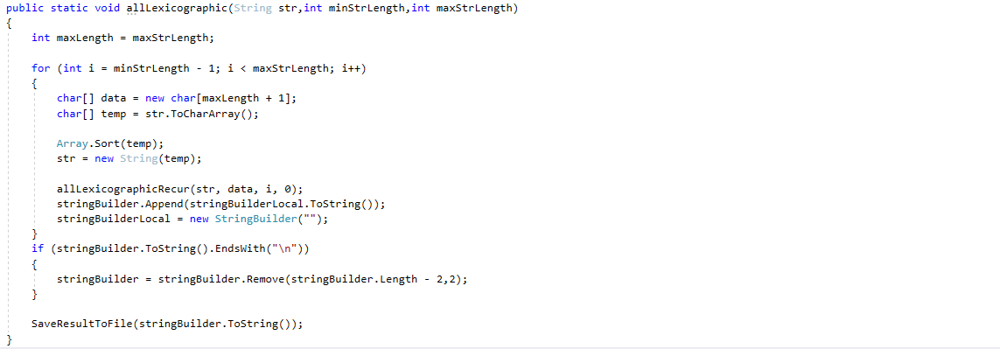 public static void allLexicographic(String str,int minStrLength,int maxStrLength)
{
    int maxLength = maxStrLength;
    for (int i = minStrLength - 1; i < maxStrLength; i++)
    {
        char[] data = new char[maxLength + 1];
        char[] temp = str.ToCharArray();
        Array.Sort(temp);
        str = new String(temp);
        allLexicographicRecur(str, data, i, 0);
        stringBuilder.Append(stringBuilderLocal.ToString());
        stringBuilderLocal = new StringBuilder("");
    }
    if (stringBuilder.ToString().EndsWith("\n"))
    {
        stringBuilder = stringBuilder.Remove(stringBuilder.Length - 2,2);
    }
    SaveResultToFile(stringBuilder.ToString());
}